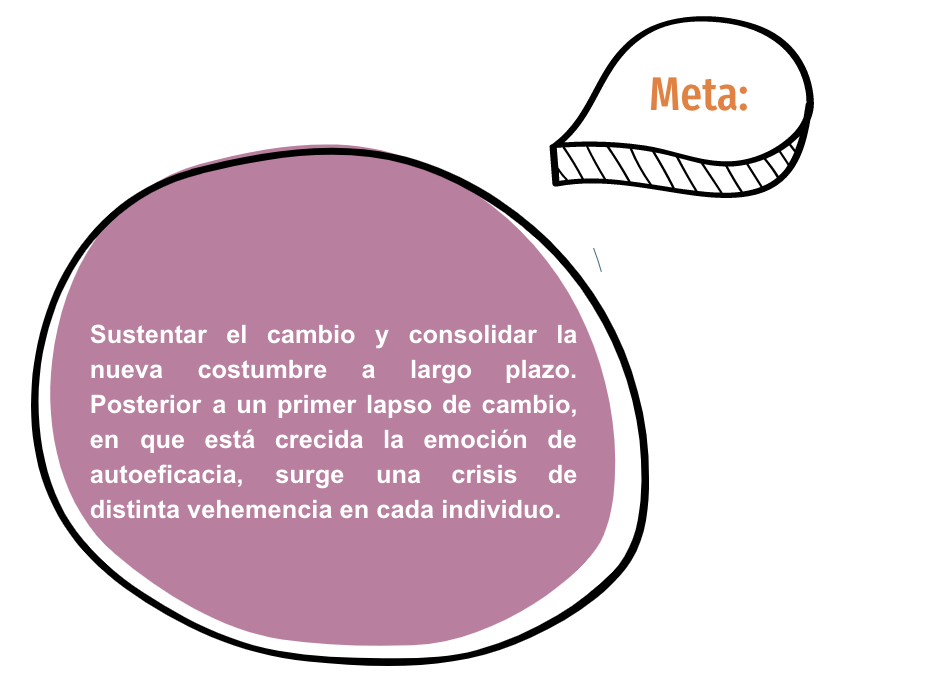 Meta:
Sustentar el cambio y consolidar la
nueva costumbre a largo plazo.
Posterior a un primer lapso de cambio,
en que está crecida la emoción de
autoeficacia, surge una crisis de
distinta vehemencia en cada individuo.